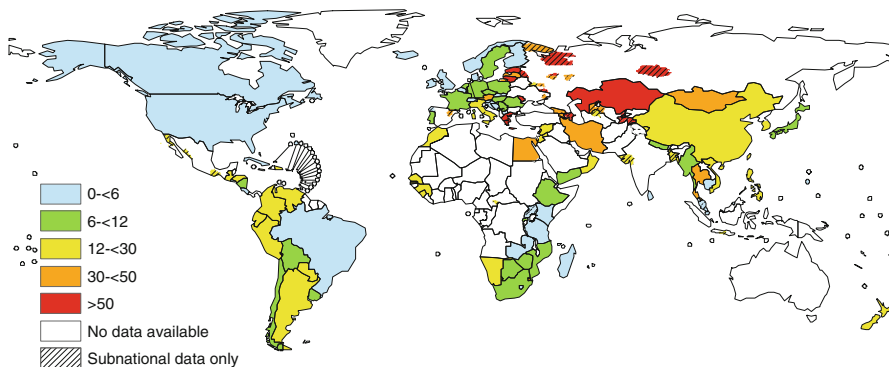 0-<6
6-<12
12-<30
30-<50
>50
No data available
Subnational data only